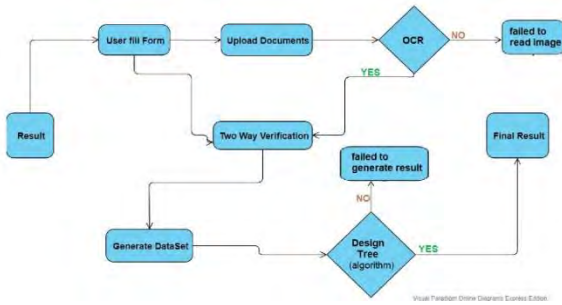 User fill Form
Upload Documents
OCR
NO
failed to
read image
YES
Result
Two Way Verification
Final Result
failed to
generate result
NO
Generate DataSet
Design
Tree
(algorithm)
YES
Visual Paradigm Online Diagrams Express Edition